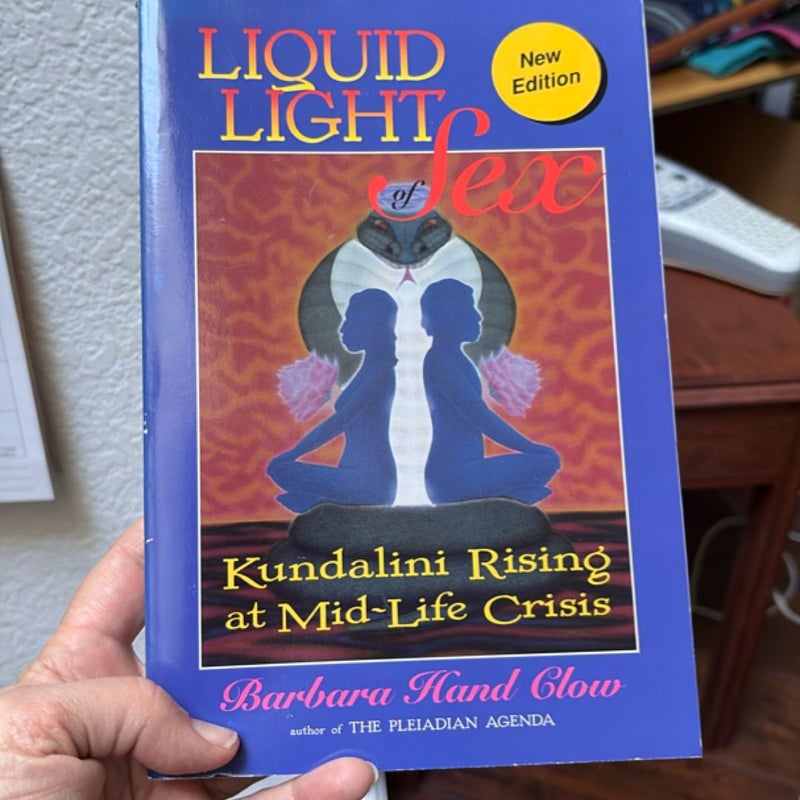 LIQUID
LIGHT
of Sex
New
Edition
Kundalini Rising
at Mid-Life Crisis
Barbara Hand Clow
author of THE PLEIADIAN AGENDA